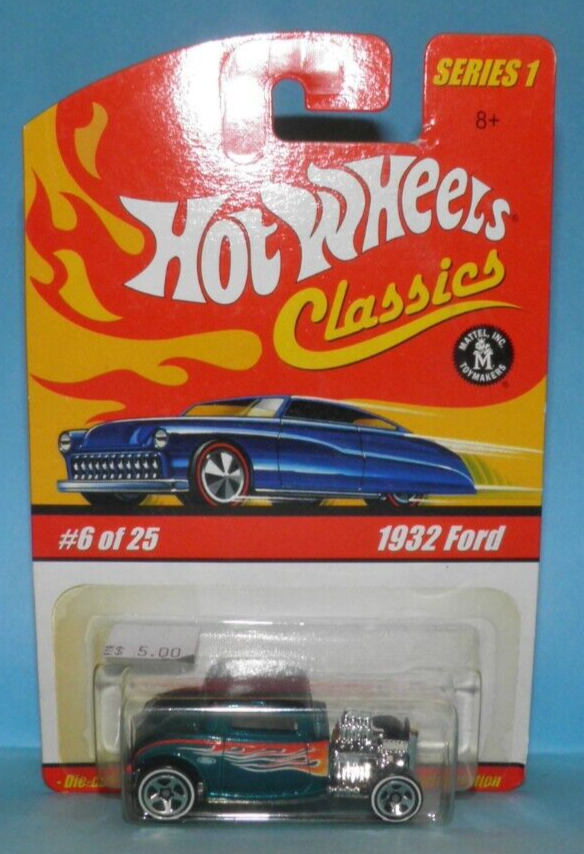 SERIES 1
8+
HOT WHEELS
Classics
MATTEL, INC.
M
TOYMAKERS
#6 of 25
1932 Ford
5.00